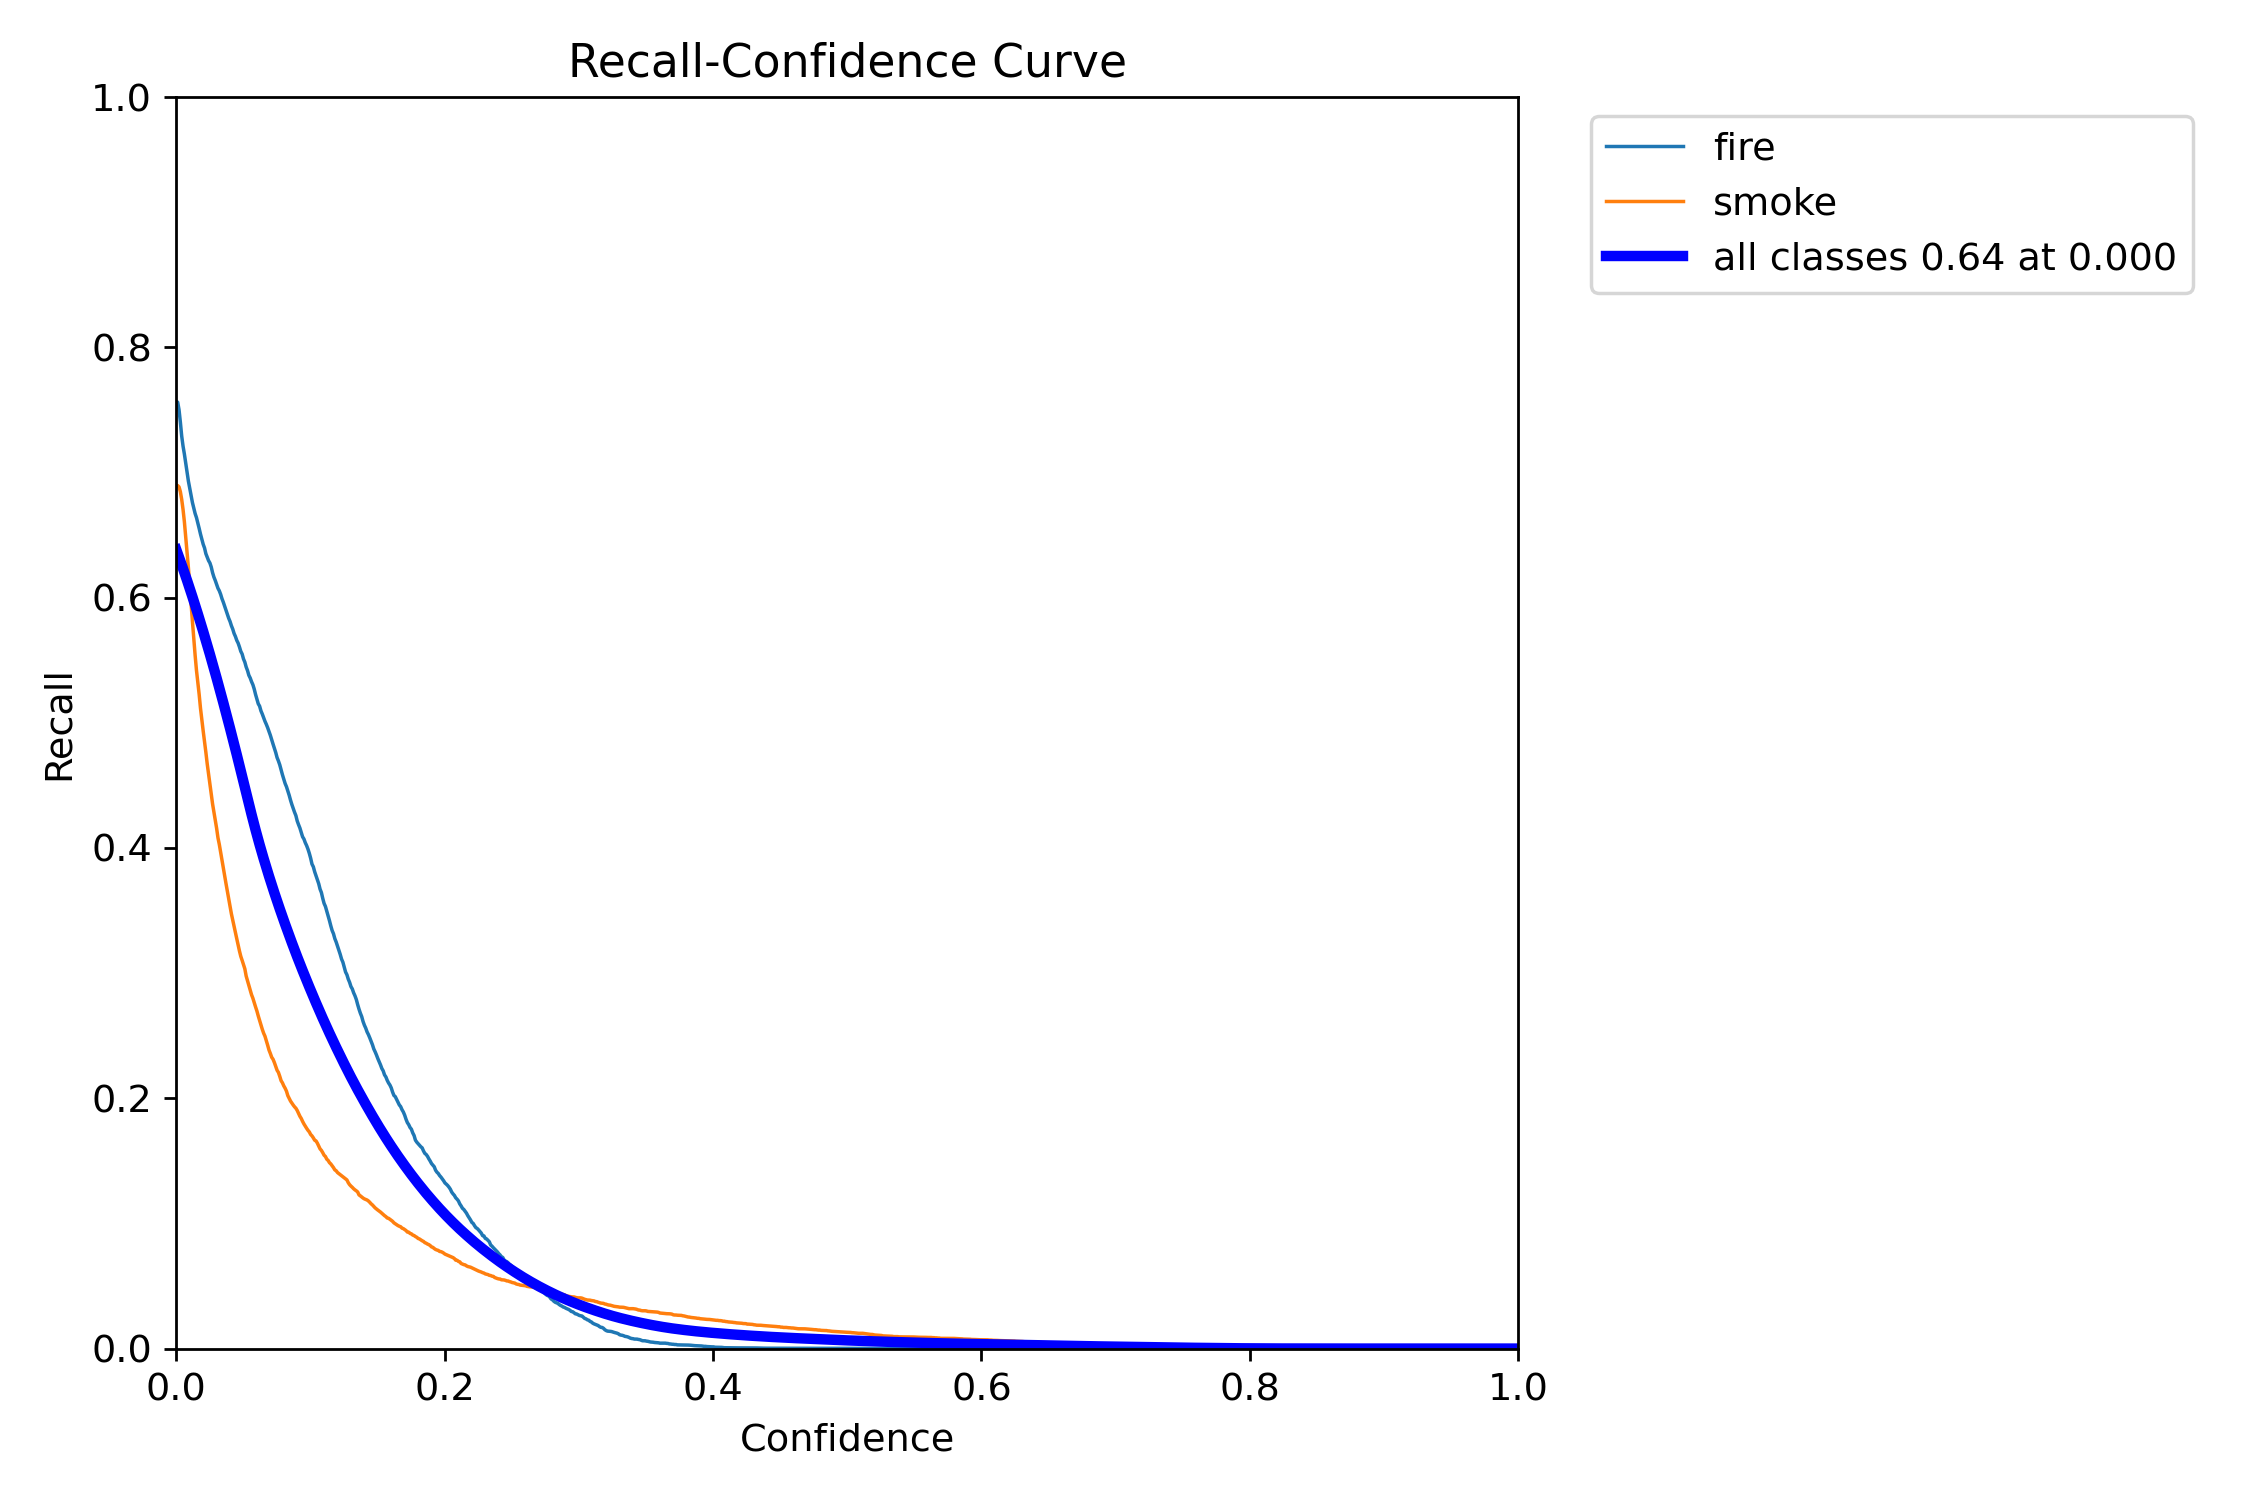 Recall-Confidence Curve
1.0
0.8
0.6
0.4
0.2
0.0
Recall
0.0 0.2 0.4 0.6 0.8 1.0
Confidence
fire
smoke
all classes 0.64 at 0.000